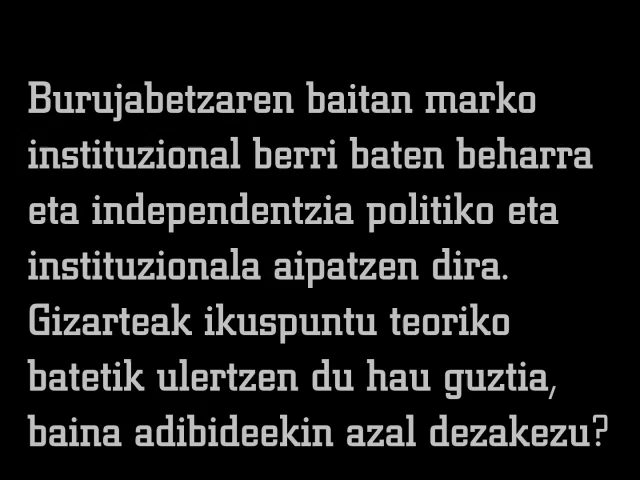 Burujabetzaren baitan marko
instituzional berri baten beharra
eta independentzia politiko eta
instituzionala aipatzen dira.
Gizarteak ikuspuntu teoriko
batetik ulertzen du hau guztia,
baina adibideekin azal dezakezu?